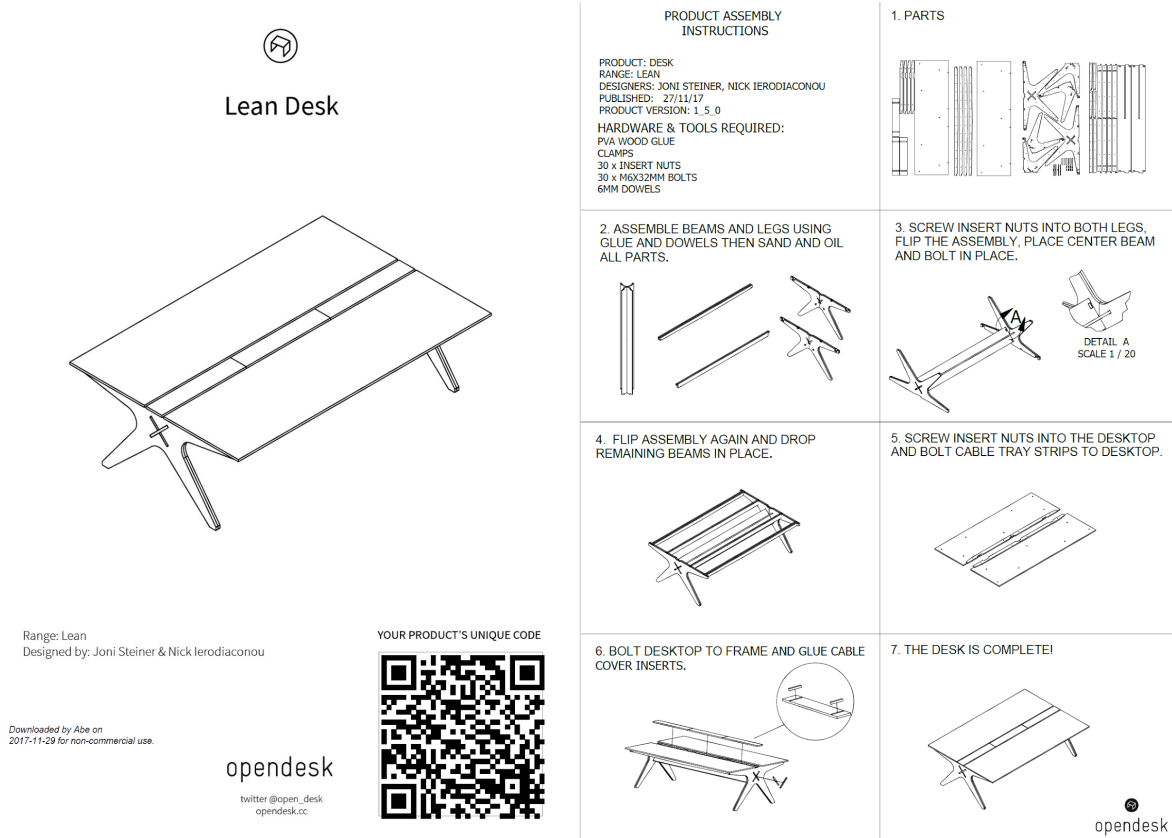 Lean Desk
Range: Lean
Designed by: Joni Steiner & Nick Ierodiaconou
YOUR PRODUCT'S UNIQUE CODE
Downloaded by Abe on
2017-11-29 for non-commercial use.
opendesk
twitter @open_desk
opendesk.cc
PRODUCT ASSEMBLY
INSTRUCTIONS
PRODUCT: DESK
RANGE: LEAN
DESIGNERS: JONI STEINER, NICK IERODIACONOU
PUBLISHED: 27/11/17
PRODUCT VERSION: 1_5_0
HARDWARE & TOOLS REQUIRED:
PVA WOOD GLUE
CLAMPS
30 x INSERT NUTS
30 x M6X32MM BOLTS
6MM DOWELS
1. PARTS
2. ASSEMBLE BEAMS AND LEGS USING
GLUE AND DOWELS THEN SAND AND OIL
ALL PARTS.
3. SCREW INSERT NUTS INTO BOTH LEGS,
FLIP THE ASSEMBLY, PLACE CENTER BEAM
AND BOLT IN PLACE.
A
DETAIL A
SCALE 1 / 20
4. FLIP ASSEMBLY AGAIN AND DROP
REMAINING BEAMS IN PLACE.
5. SCREW INSERT NUTS INTO THE DESKTOP
AND BOLT CABLE TRAY STRIPS TO DESKTOP.
6. BOLT DESKTOP TO FRAME AND GLUE CABLE
COVER INSERTS.
7. THE DESK IS COMPLETE!
opendesk